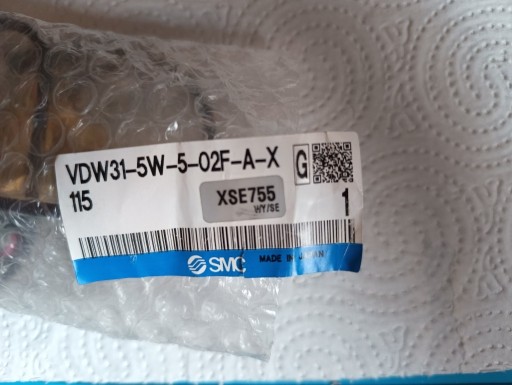 VDW31-5W-5-02F-A-X
115
G
XSE755
WY/SE
1
SMC
MADE IN JAPAN